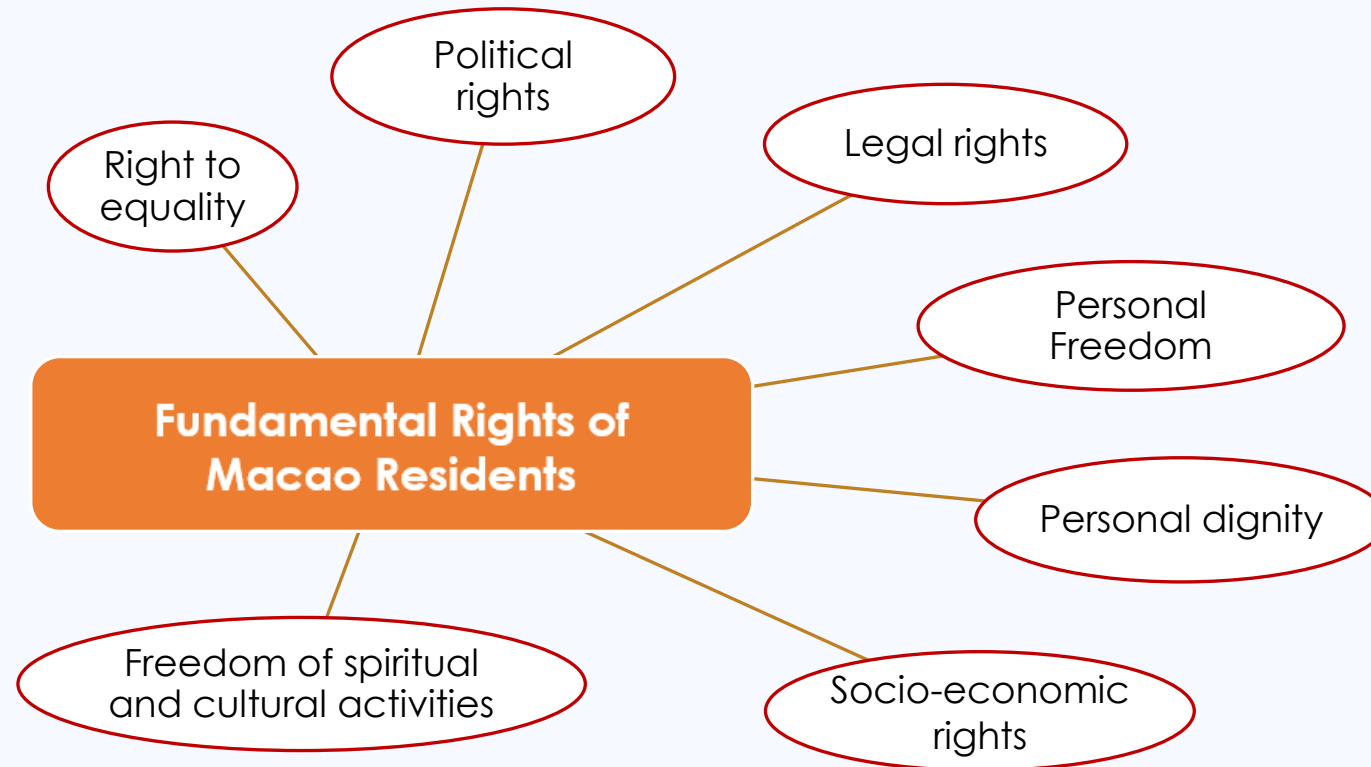 Political
rights
Legal rights
Right to
equality
Personal
Freedom
Fundamental Rights of
Macao Residents
Personal dignity
Freedom of spiritual
and cultural activities
Socio-economic
rights